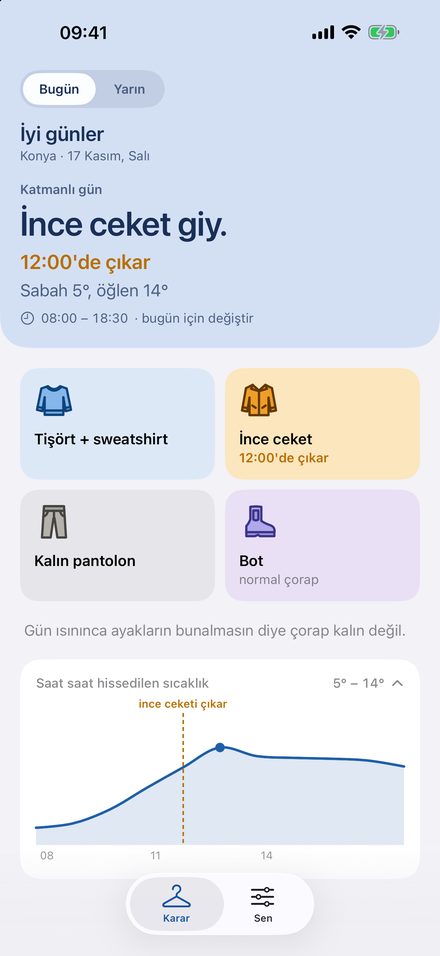 09:41
Bugün
Yarın
İyi günler
Konya · 17 Kasım, Salı
Katmanlı gün
İnce ceket giy.
12:00'de çıkar
Sabah 5°, öğlen 14°
08:00 – 18:30 · bugün için değiştir
Tişört + sweatshirt
İnce ceket
12:00'de çıkar
Kalın pantolon
Bot
normal çorap
Gün ısınınca ayakların bunalmasın diye çorap kalın değil.
Saat saat hissedilen sıcaklık
5° – 14°
ince ceketi çıkar
08
11
14
Karar
Sen